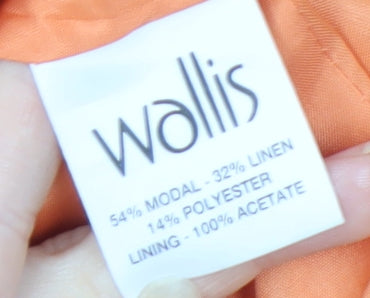 wallis
54% MODAL - 32% LINEN
14% POLYESTER
LINING - 100% ACETATE